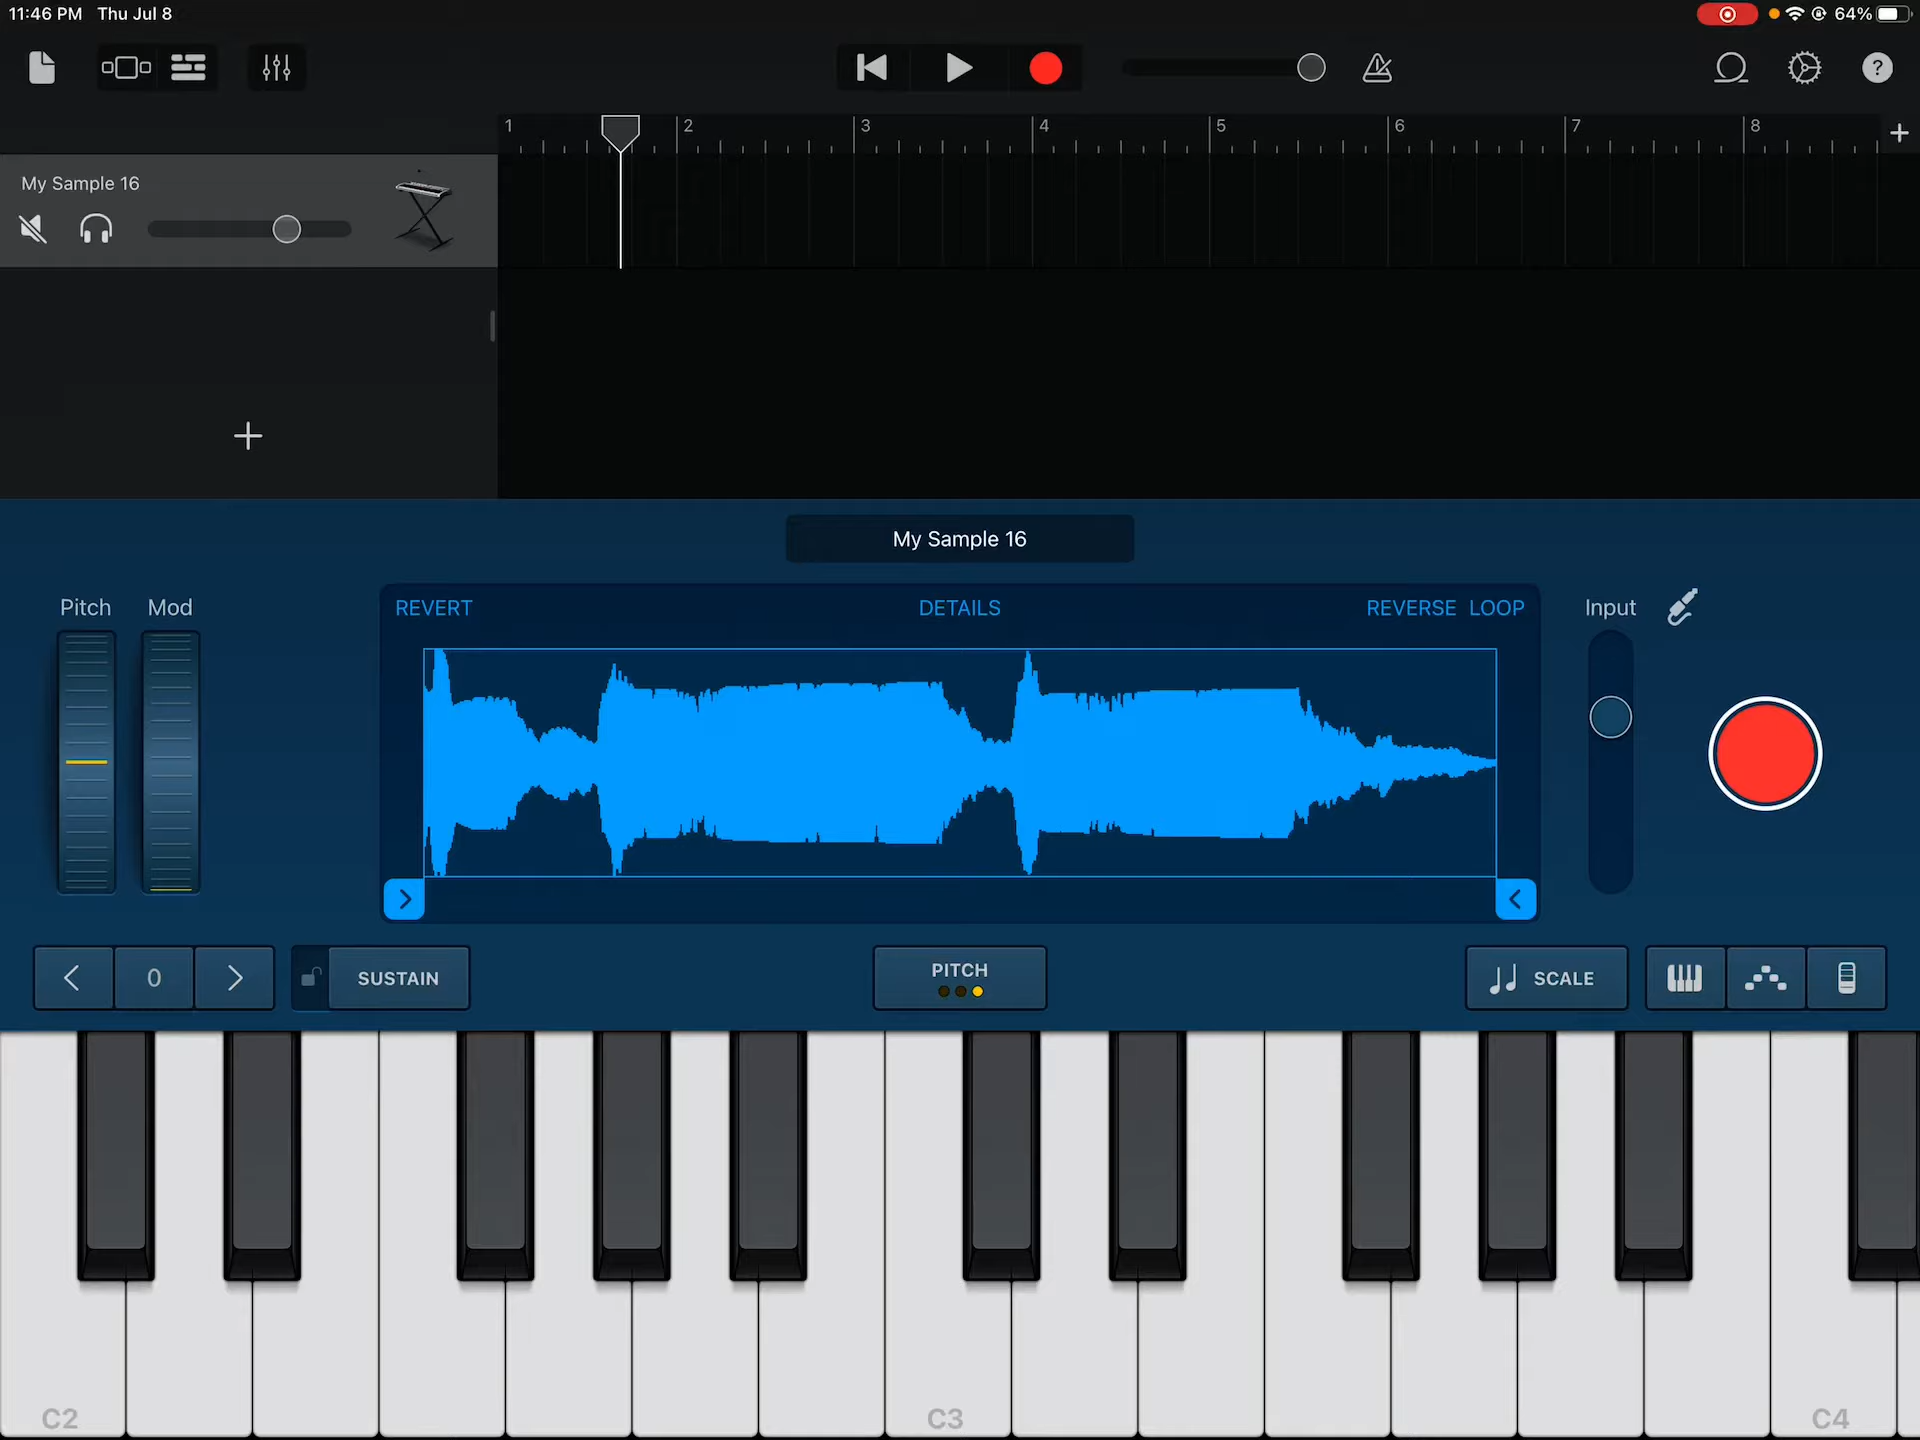 11:46 PM Thu Jul 8
64%
1 2 3 4 5 6 7 8
My Sample 16
My Sample 16
Pitch Mod
REVERT DETAILS REVERSE LOOP
Input
0 SUSTAIN PITCH SCALE
C2 C3 C4